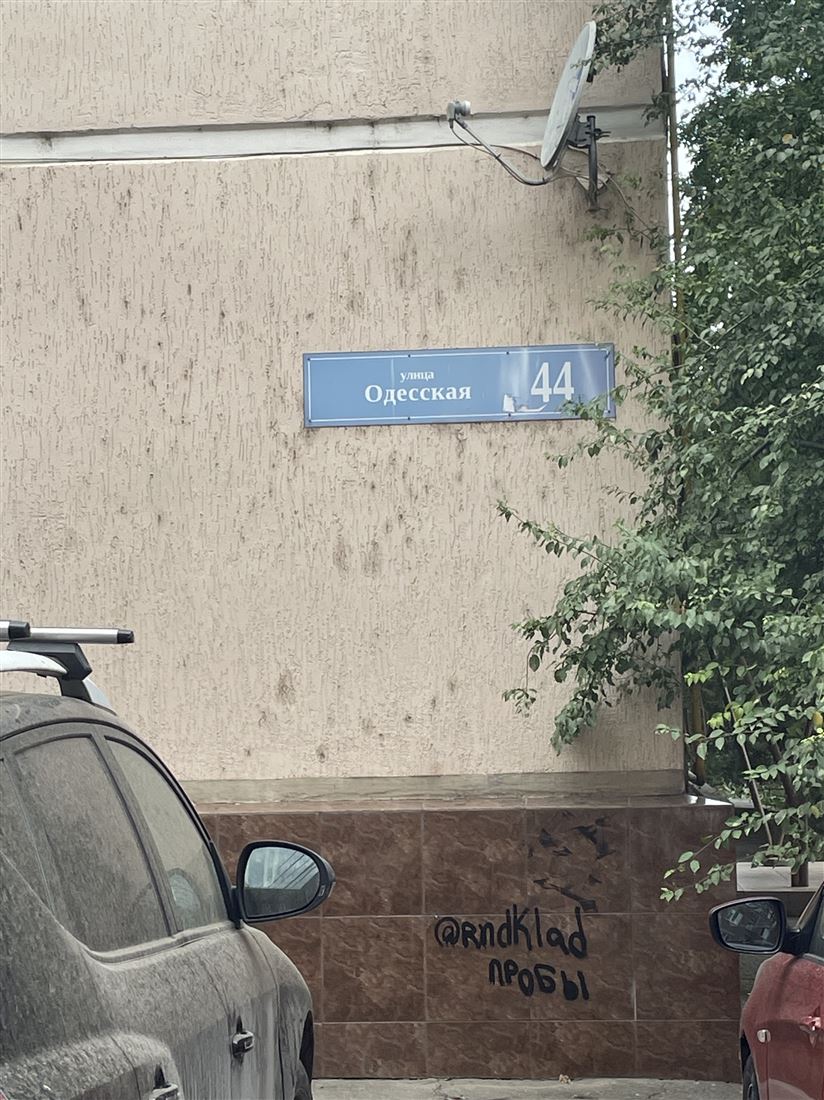 улица
Одесская 44
@RndKlad
ПРОБЫ